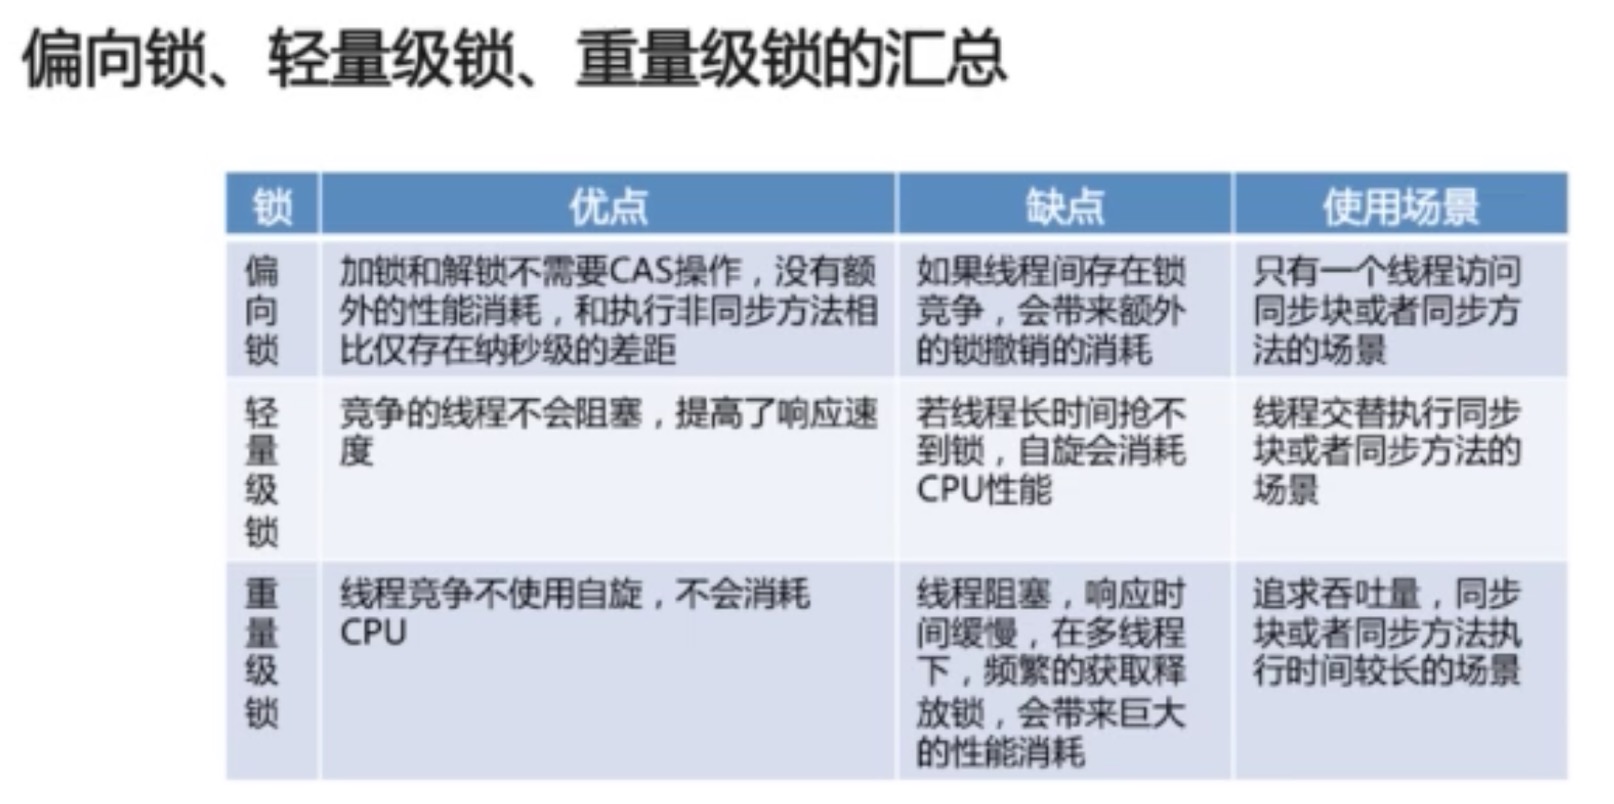 偏向锁、轻量级锁、重量级锁的汇总
锁
优点
缺点
使用场景
偏
向
锁
加锁和解锁不需要CAS操作，没有额
外的性能消耗，和执行非同步方法相
比仅存在纳秒级的差距
如果线程间存在锁
竞争，会带来额外
的锁撤销的消耗
只有一个线程访问
同步块或者同步方
法的场景
轻
量
级
锁
竞争的线程不会阻塞，提高了响应速
度
若线程长时间抢不
到锁，自旋会消耗
CPU性能
线程交替执行同步
块或者同步方法的
场景
重
量
级
锁
线程竞争不使用自旋，不会消耗
CPU
线程阻塞，响应时
间缓慢，在多线程
下，频繁的获取释
放锁，会带来巨大
的性能消耗
追求吞吐量，同步
块或者同步方法执
行时间较长的场景